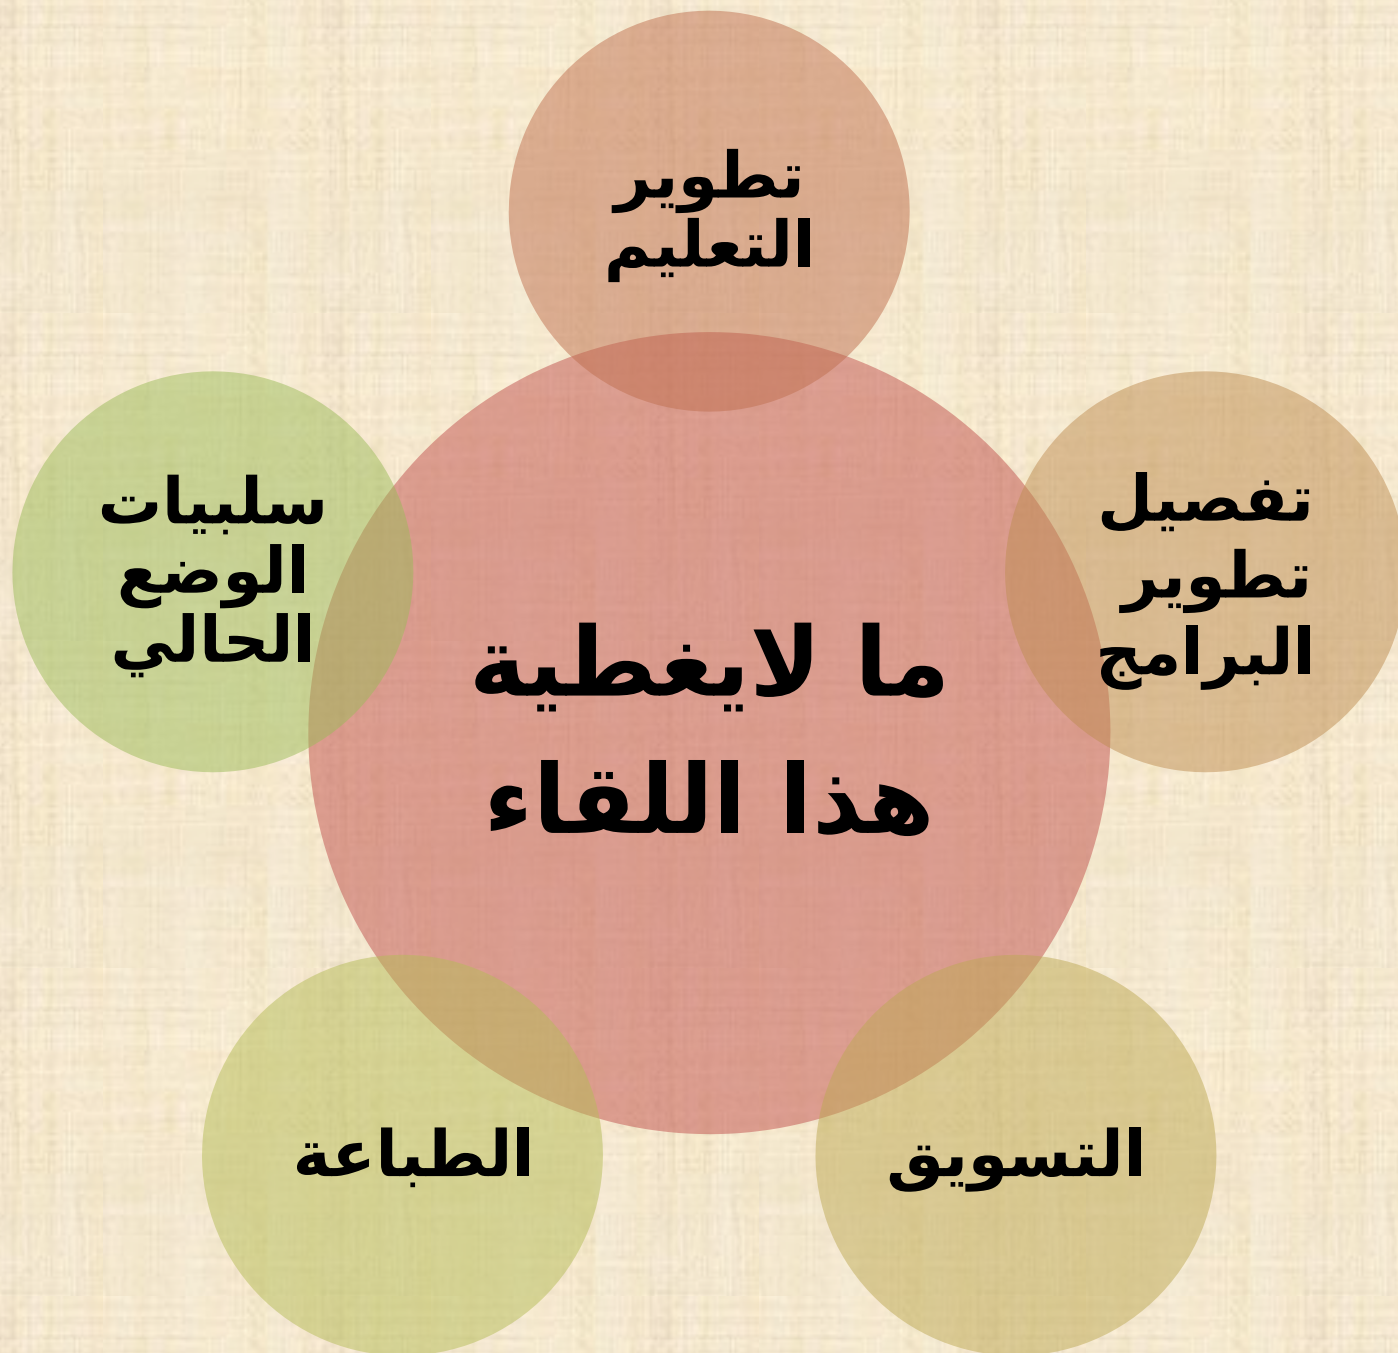 تطوير
التعليم
تفصيل
تطوير
البرامج
سلبيات
الوضع
الحالي
ما لايغطية
هذا اللقاء
التسويق
الطباعة